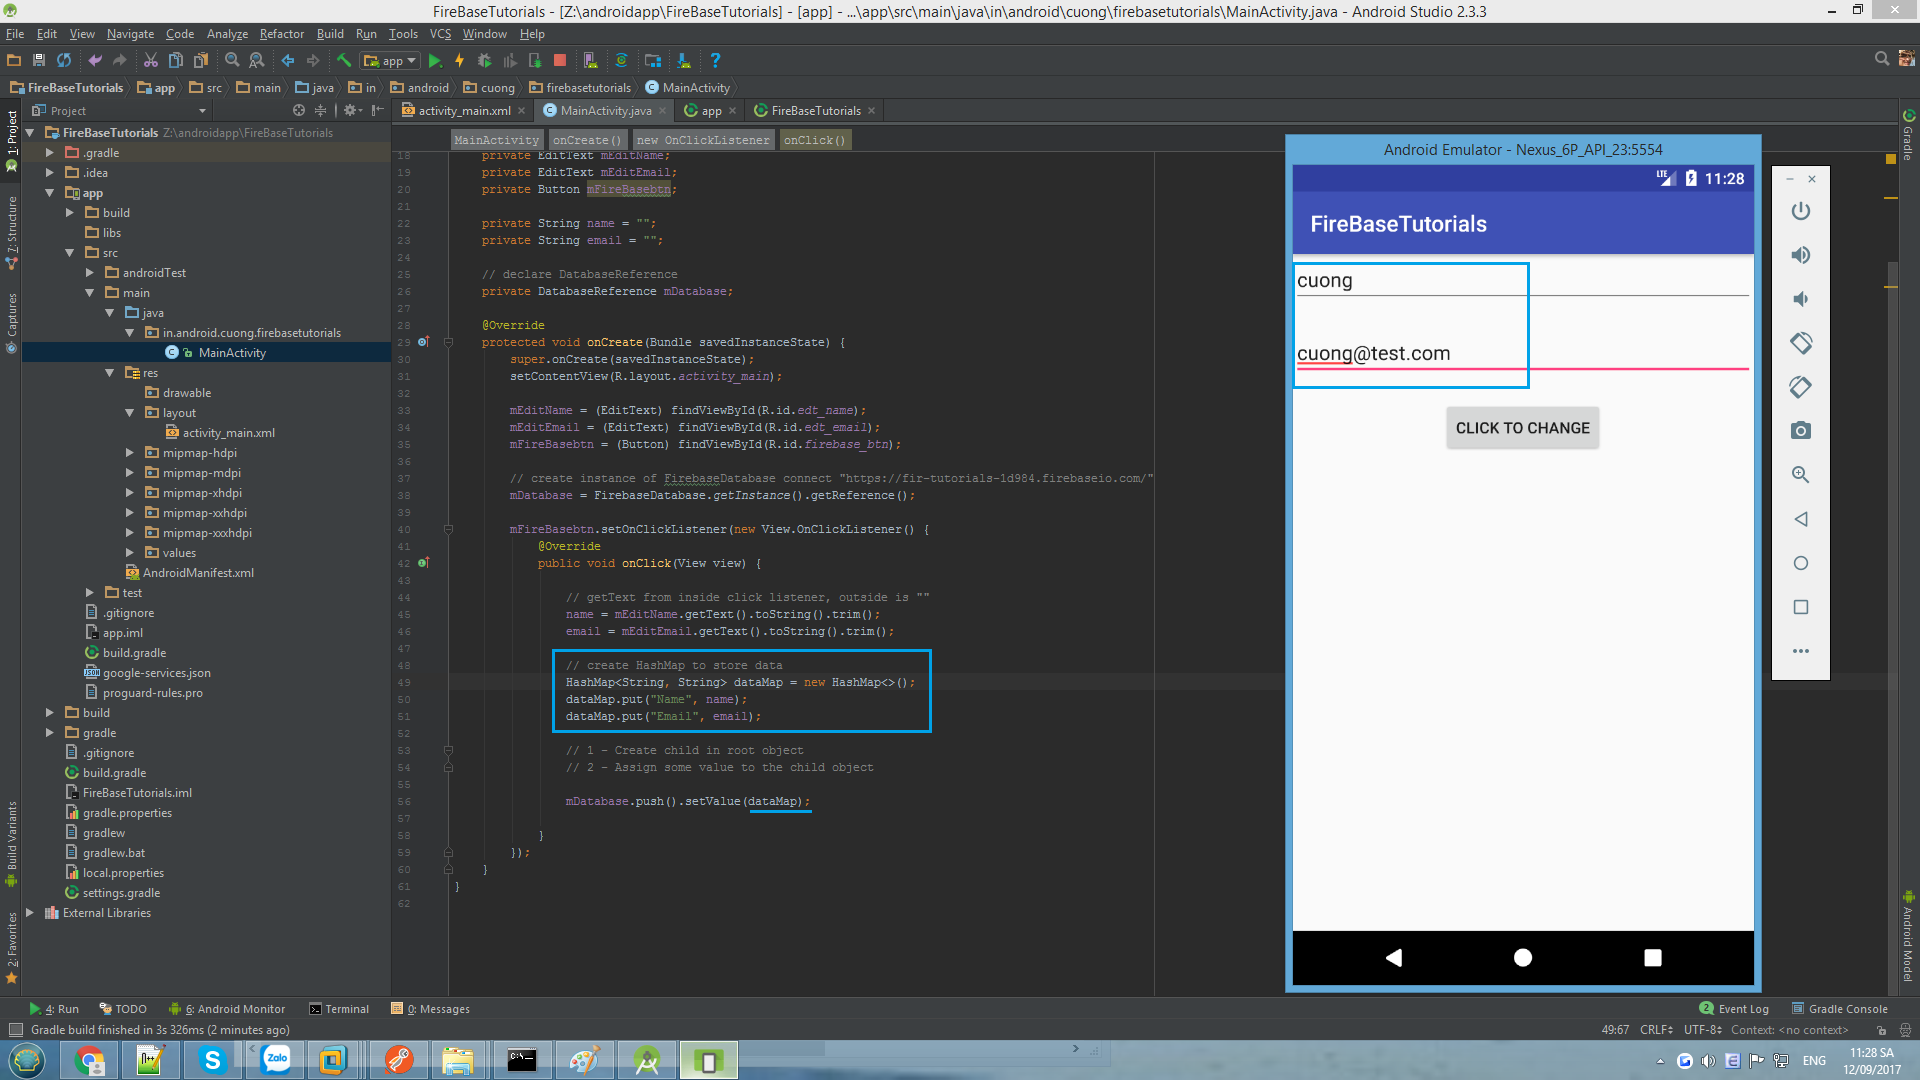 FireBaseTutorials - [Z:\androidapp\FireBaseTutorials] - [app] - ...\app\src\main\java\in\android\cuong\firebasetutorials\MainActivity.java - Android Studio 2.3.3
File Edit View Navigate Code Analyze Refactor Build Run Tools VCS Window Help
app
FireBaseTutorials app src main java in android cuong firebasetutorials MainActivity
Project
activity_main.xml MainActivity.java app FireBaseTutorials
MainActivity onCreate() new OnClickListener onClick()
1: Project
7: Structure
Captures
Build Variants
2: Favorites
FireBaseTutorials Z:\androidapp\FireBaseTutorials
.gradle
.idea
app
build
libs
src
androidTest
main
java
in.android.cuong.firebasetutorials
MainActivity
res
drawable
layout
activity_main.xml
mipmap-hdpi
mipmap-mdpi
mipmap-xhdpi
mipmap-xxhdpi
mipmap-xxxhdpi
values
AndroidManifest.xml
test
.gitignore
app.iml
build.gradle
google-services.json
proguard-rules.pro
build
gradle
.gitignore
build.gradle
FireBaseTutorials.iml
gradle.properties
gradlew
gradlew.bat
local.properties
settings.gradle
External Libraries
18 private EditText mEditName;
19 private EditText mEditEmail;
20 private Button mFireBasebtn;
21
22 private String name = "";
23 private String email = "";
24
25 // declare DatabaseReference
26 private DatabaseReference mDatabase;
27
28 @Override
29 protected void onCreate(Bundle savedInstanceState) {
30 super.onCreate(savedInstanceState);
31 setContentView(R.layout.activity_main);
32
33 mEditName = (EditText) findViewById(R.id.edt_name);
34 mEditEmail = (EditText) findViewById(R.id.edt_email);
35 mFireBasebtn = (Button) findViewById(R.id.firebase_btn);
36
37 // create instance of FirebaseDatabase connect "https://fir-tutorials-1d984.firebaseio.com/"
38 mDatabase = FirebaseDatabase.getInstance().getReference();
39
40 mFireBasebtn.setOnClickListener(new View.OnClickListener() {
41 @Override
42 public void onClick(View view) {
43
44 // getText from inside click listener, outside is ""
45 name = mEditName.getText().toString().trim();
46 email = mEditEmail.getText().toString().trim();
47
48 // create HashMap to store data
49 HashMap<String, String> dataMap = new HashMap<>();
50 dataMap.put("Name", name);
51 dataMap.put("Email", email);
52
53 // 1 - Create child in root object
54 // 2 - Assign some value to the child object
55
56 mDatabase.push().setValue(dataMap);
57
58 }
59 });
60 }
61 }
62
Android Emulator - Nexus_6P_API_23:5554
LTE 11:28
FireBaseTutorials
cuong
cuong@test.com
CLICK TO CHANGE
Gradle
Android Model
4: Run TODO 6: Android Monitor Terminal 0: Messages
2 Event Log Gradle Console
Gradle build finished in 3s 326ms (2 minutes ago)
49:67 CRLF UTF-8 Context: <no context>
Zalo
ENG
11:28 SA
12/09/2017